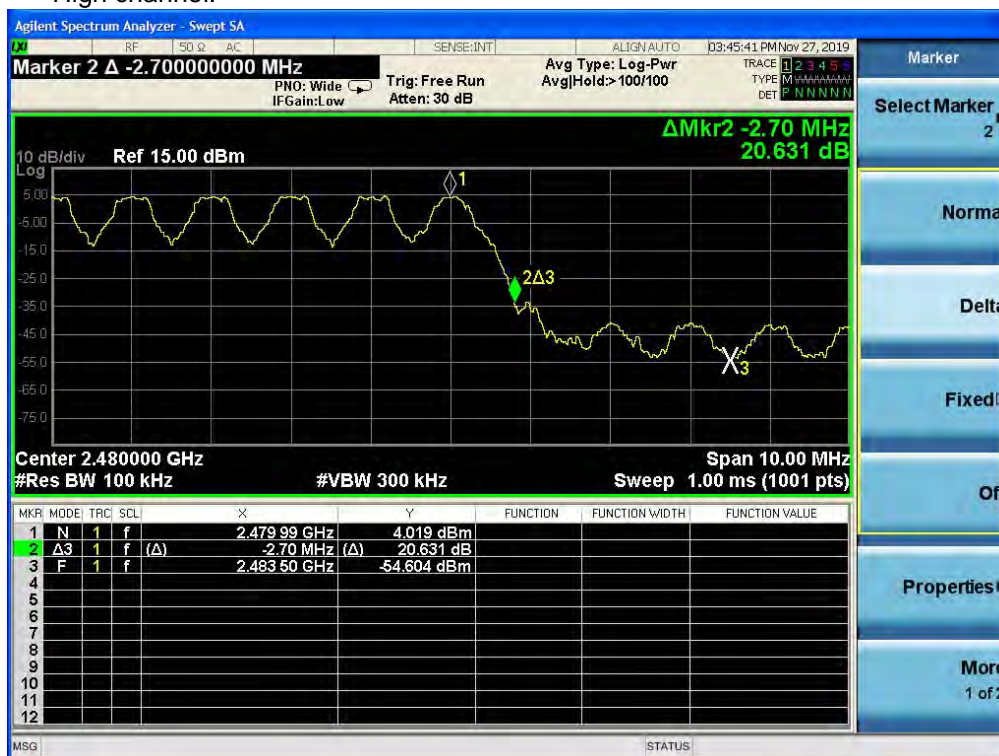 High channel:
Agilent Spectrum Analyzer - Swept SA
RF 50 Ω AC SENSE:INT ALIGN AUTO 03:45:41 PM Nov 27, 2019
Marker 2 Δ -2.700000000 MHz
PNO: Wide
IFGain:Low
Trig: Free Run
Atten: 30 dB
Avg Type: Log-Pwr
Avg|Hold:>100/100
TRACE 1 2 3 4 5 6
TYPE M
DET P N N N N N
ΔMkr2 -2.70 MHz
20.631 dB
10 dB/div Ref 15.00 dBm
Log
5.00
-5.00
-15.0
-25.0
-35.0
-45.0
-55.0
-65.0
-75.0
1
2Δ3
3
Center 2.480000 GHz Span 10.00 MHz
#Res BW 100 kHz #VBW 300 kHz Sweep 1.00 ms (1001 pts)
MKR MODE TRC SCL X Y FUNCTION FUNCTION WIDTH FUNCTION VALUE
1 N 1 f 2.479 99 GHz 4.019 dBm
2 Δ3 1 f (Δ) -2.70 MHz (Δ) 20.631 dB
3 F 1 f 2.483 50 GHz -54.604 dBm
4
5
6
7
8
9
10
11
12
MSG STATUS
Marker
Select Marker
2
Norma
Delta
Fixed
Of
Properties
More
1 of 2